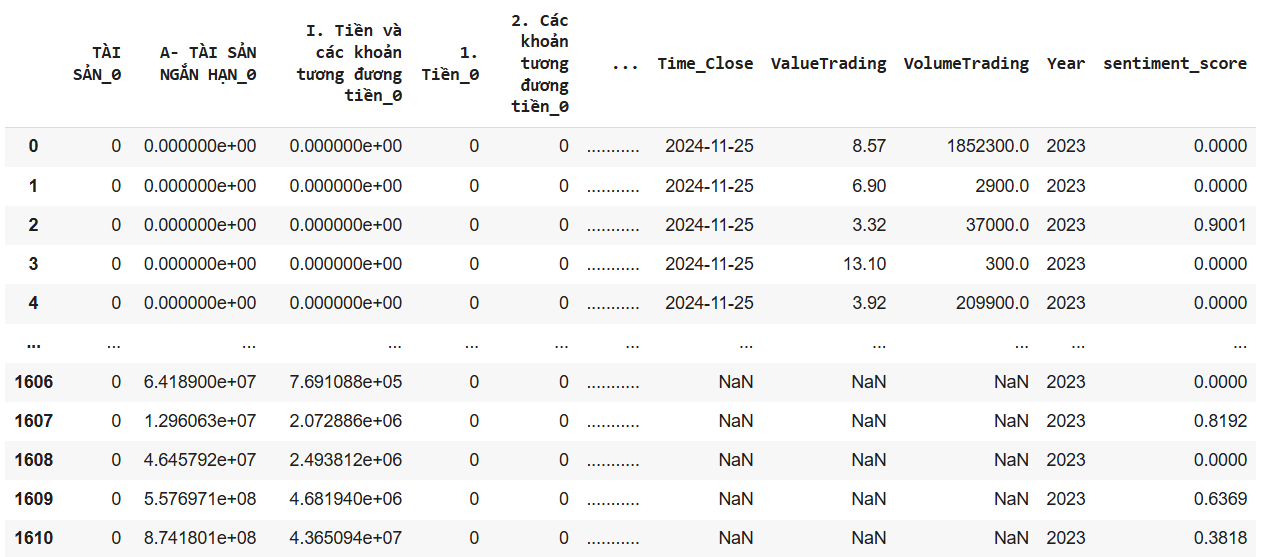 TÀI SẢN_0 A- TÀI SẢN NGẮN HẠN_0 I. Tiền và các khoản tương đương tiền_0 1. Tiền_0 2. Các khoản tương đương tiền_0 ... Time_Close ValueTrading VolumeTrading Year sentiment_score
0 0 0.000000e+00 0.000000e+00 0 0 ........... 2024-11-25 8.57 1852300.0 2023 0.0000
1 0 0.000000e+00 0.000000e+00 0 0 ........... 2024-11-25 6.90 2900.0 2023 0.0000
2 0 0.000000e+00 0.000000e+00 0 0 ........... 2024-11-25 3.32 37000.0 2023 0.9001
3 0 0.000000e+00 0.000000e+00 0 0 ........... 2024-11-25 13.10 300.0 2023 0.0000
4 0 0.000000e+00 0.000000e+00 0 0 ........... 2024-11-25 3.92 209900.0 2023 0.0000
... ... ... ... ... ... ... ... ... ... ... ...
1606 0 6.418900e+07 7.691088e+05 0 0 ........... NaN NaN NaN 2023 0.0000
1607 0 1.296063e+07 2.072886e+06 0 0 ........... NaN NaN NaN 2023 0.8192
1608 0 4.645792e+07 2.493812e+06 0 0 ........... NaN NaN NaN 2023 0.0000
1609 0 5.576971e+08 4.681940e+06 0 0 ........... NaN NaN NaN 2023 0.6369
1610 0 8.741801e+08 4.365094e+07 0 0 ........... NaN NaN NaN 2023 0.3818